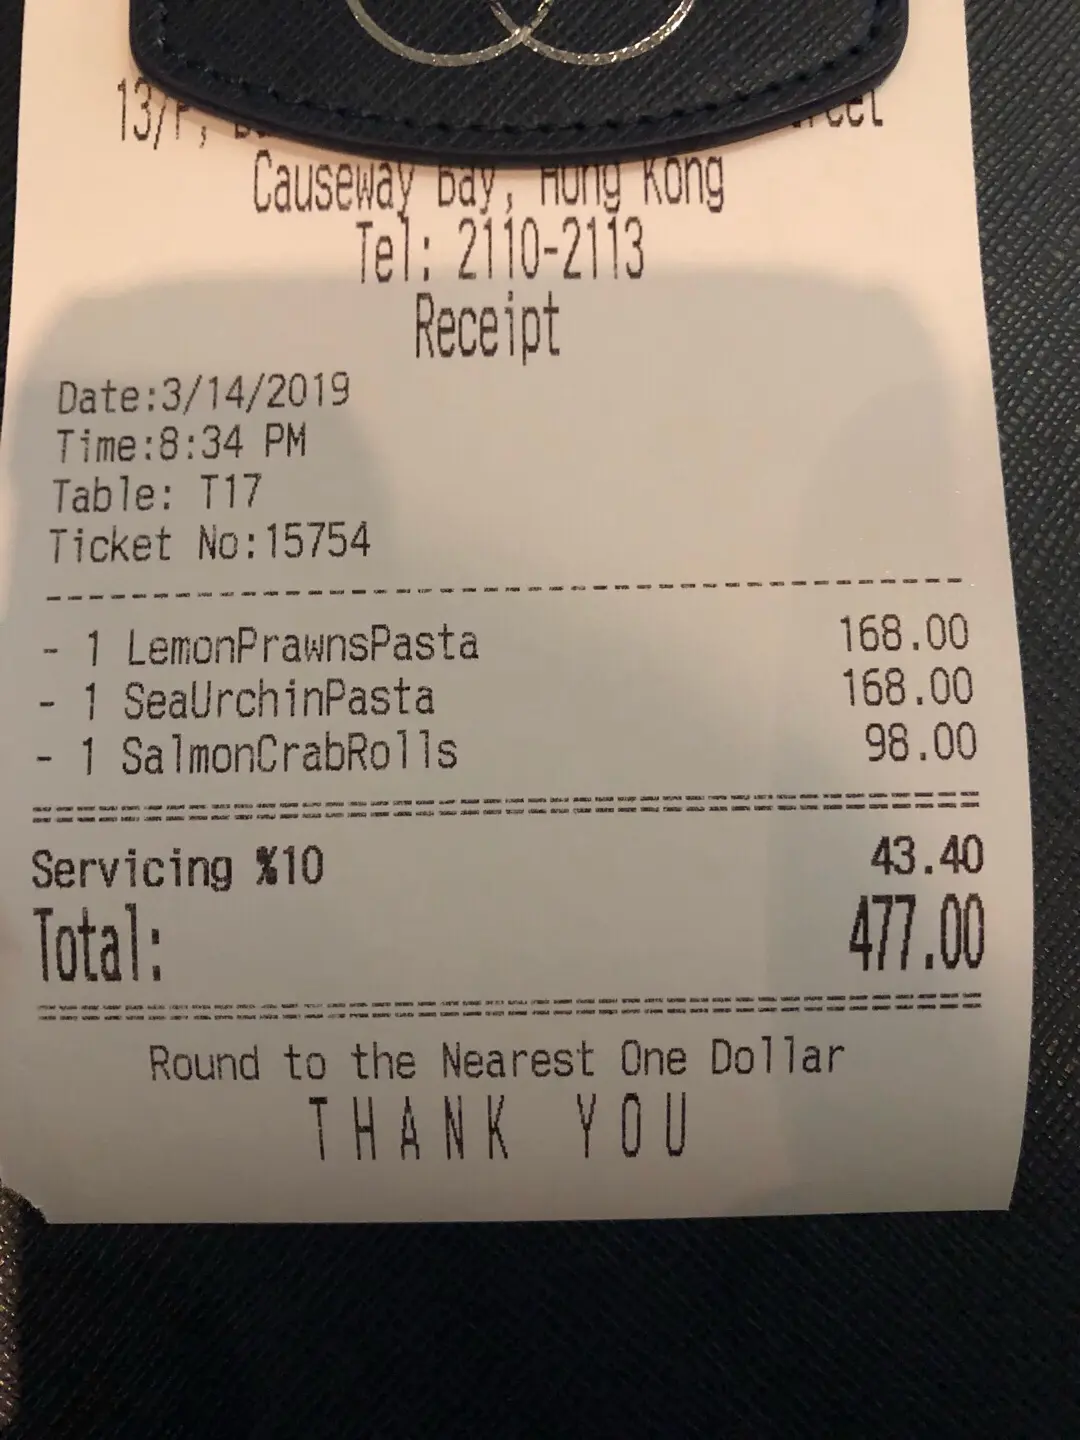 13/F,
Causeway Bay, Hong Kong
Tel: 2110-2113
Receipt
Date:3/14/2019
Time:8:34 PM
Table: T17
Ticket No:15754
- 1 LemonPrawnsPasta 168.00
- 1 SeaUrchinPasta 168.00
- 1 SalmonCrabRolls 98.00
Servicing %10 43.40
Total: 477.00
Round to the Nearest One Dollar
THANK YOU